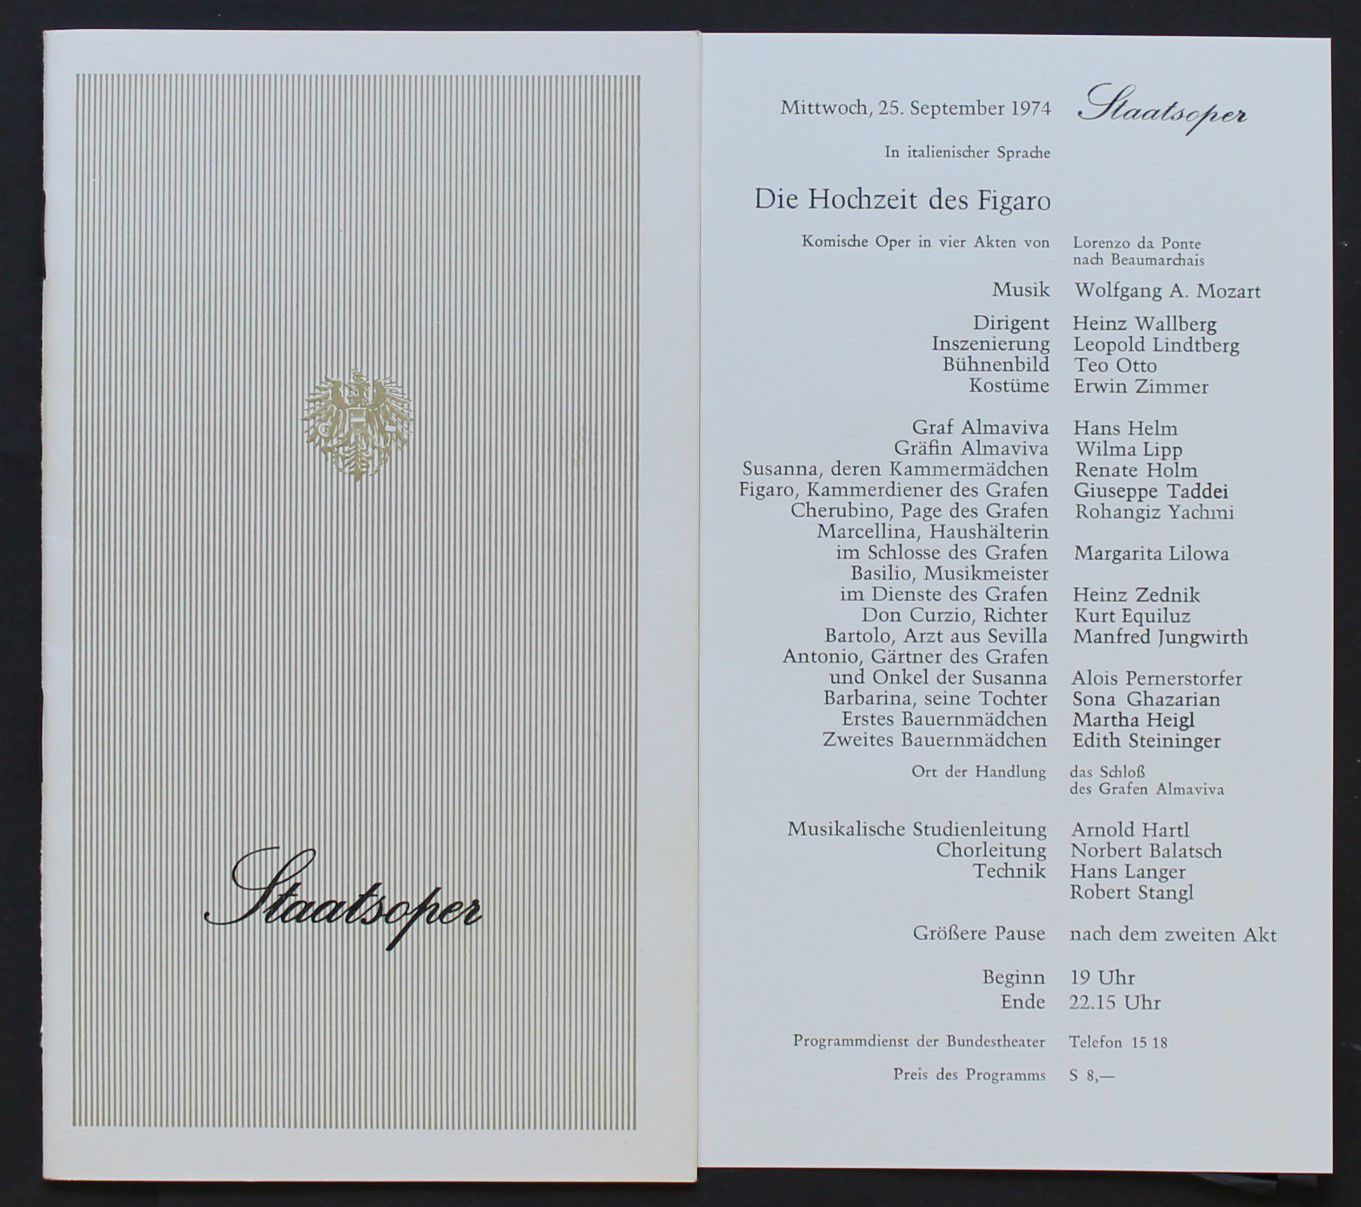 Staatsoper
Mittwoch, 25. September 1974 Staatsoper
In italienischer Sprache
Die Hochzeit des Figaro
Komische Oper in vier Akten von Lorenzo da Ponte
nach Beaumarchais
Musik Wolfgang A. Mozart
Dirigent Heinz Wallberg
Inszenierung Leopold Lindtberg
Bühnenbild Teo Otto
Kostüme Erwin Zimmer
Graf Almaviva Hans Helm
Gräfin Almaviva Wilma Lipp
Susanna, deren Kammermädchen Renate Holm
Figaro, Kammerdiener des Grafen Giuseppe Taddei
Cherubino, Page des Grafen Rohangiz Yachmi
Marcellina, Haushälterin
im Schlosse des Grafen Margarita Lilowa
Basilio, Musikmeister
im Dienste des Grafen Heinz Zednik
Don Curzio, Richter Kurt Equiluz
Bartolo, Arzt aus Sevilla Manfred Jungwirth
Antonio, Gärtner des Grafen
und Onkel der Susanna Alois Pernerstorfer
Barbarina, seine Tochter Sona Ghazarian
Erstes Bauernmädchen Martha Heigl
Zweites Bauernmädchen Edith Steininger
Ort der Handlung das Schloß
des Grafen Almaviva
Musikalische Studienleitung Arnold Hartl
Chorleitung Norbert Balatsch
Technik Hans Langer
Robert Stangl
Größere Pause nach dem zweiten Akt
Beginn 19 Uhr
Ende 22.15 Uhr
Programmdienst der Bundestheater Telefon 15 18
Preis des Programms S 8,—